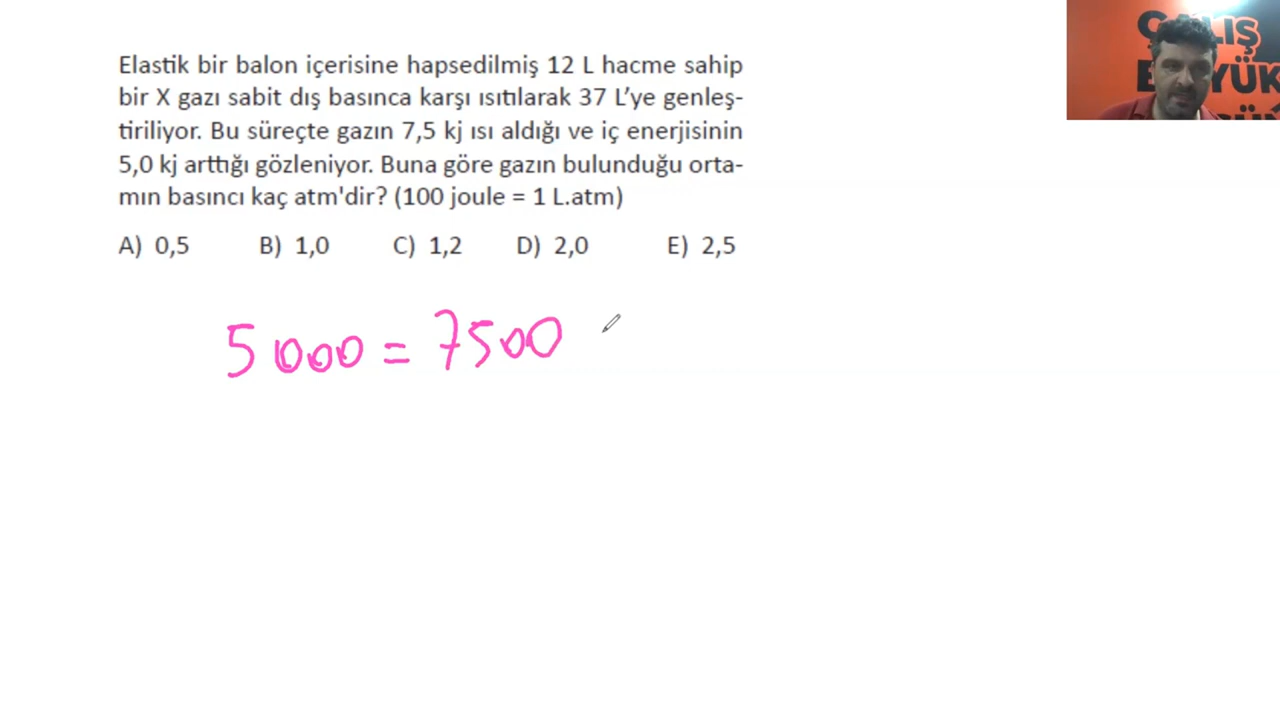 Elastik bir balon içerisine hapsedilmiş 12 L hacme sahip
bir X gazı sabit dış basınca karşı ısıtılarak 37 L’ye genleş-
tiriliyor. Bu süreçte gazın 7,5 kj ısı aldığı ve iç enerjisinin
5,0 kj arttığı gözleniyor. Buna göre gazın bulunduğu orta-
mın basıncı kaç atm'dir? (100 joule = 1 L.atm)
A) 0,5 B) 1,0 C) 1,2 D) 2,0 E) 2,5
5000 = 7500